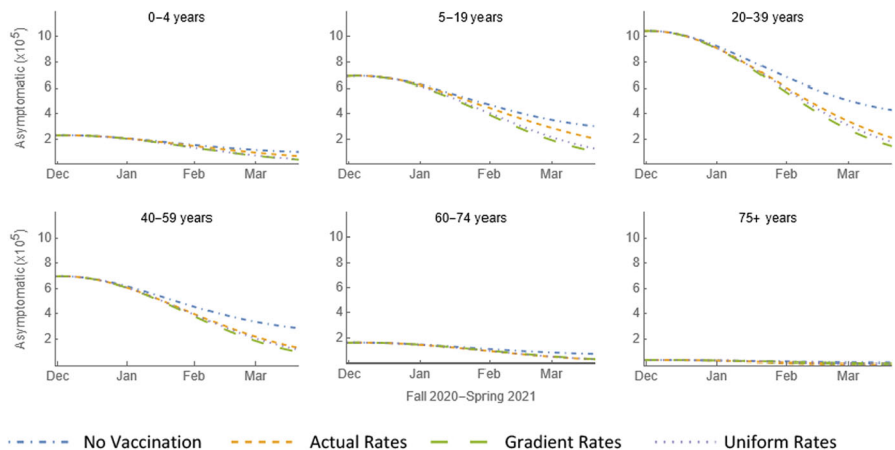 0–4 years
5–19 years
20–39 years
Asymptomatic (x10⁵)
10
8
6
4
2
Dec Jan Feb Mar
10
8
6
4
2
Dec Jan Feb Mar
10
8
6
4
2
Dec Jan Feb Mar
40–59 years
60–74 years
75+ years
Asymptomatic (x10⁵)
10
8
6
4
2
Dec Jan Feb Mar
10
8
6
4
2
Dec Jan Feb Mar
10
8
6
4
2
Dec Jan Feb Mar
Fall 2020–Spring 2021
No Vaccination Actual Rates Gradient Rates Uniform Rates